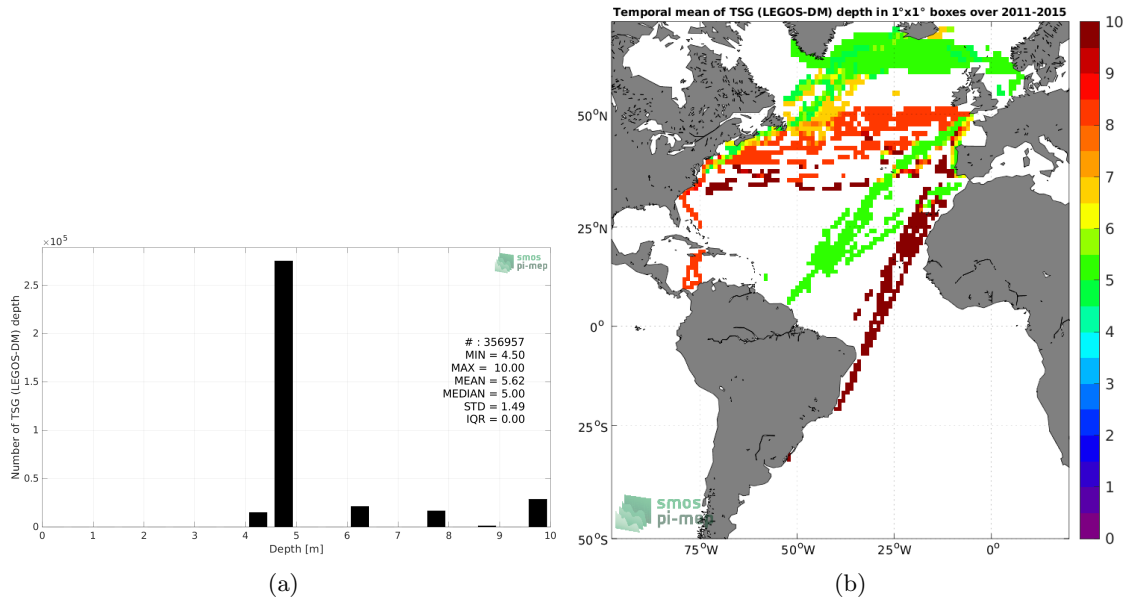 ×10⁵
2.5
2
1.5
1
0.5
0
0 1 2 3 4 5 6 7 8 9 10
Number of TSG (LEGOS-DM) depth
Depth [m]
smos
pi-mep
# : 356957
MIN = 4.50
MAX = 10.00
MEAN = 5.62
MEDIAN = 5.00
STD = 1.49
IQR = 0.00
(a)
Temporal mean of TSG (LEGOS-DM) depth in 1°x1° boxes over 2011-2015
50°N
25°N
0°
25°S
50°S
75°W 50°W 25°W 0°
10
9
8
7
6
5
4
3
2
1
0
smos
pi-mep
(b)